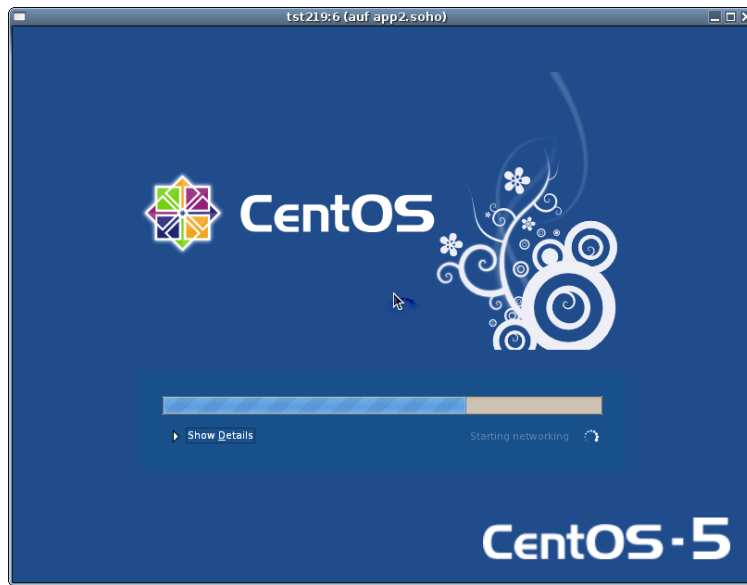 tst219:6 (auf app2.soho)
CentOS
Show Details
Starting networking
CentOS-5